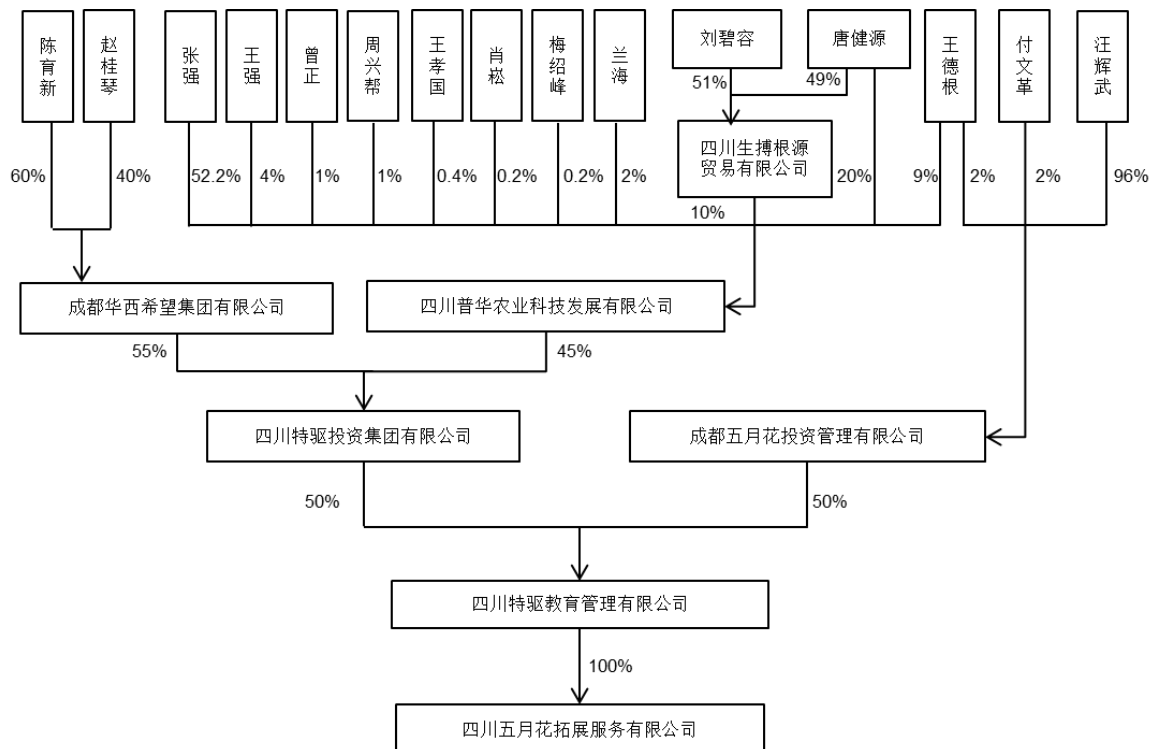 陈育新
赵桂琴
张强
王强
曾正
周兴帮
王孝国
肖崧
梅绍峰
兰海
刘碧容
唐健源
王德根
付文革
汪辉武
51%
49%
四川生搏根源
贸易有限公司
60%
40%
52.2%
4%
1%
1%
0.4%
0.2%
0.2%
2%
20%
9%
2%
2%
96%
10%
成都华西希望集团有限公司
四川普华农业科技发展有限公司
55%
45%
四川特驱投资集团有限公司
成都五月花投资管理有限公司
50%
50%
四川特驱教育管理有限公司
100%
四川五月花拓展服务有限公司